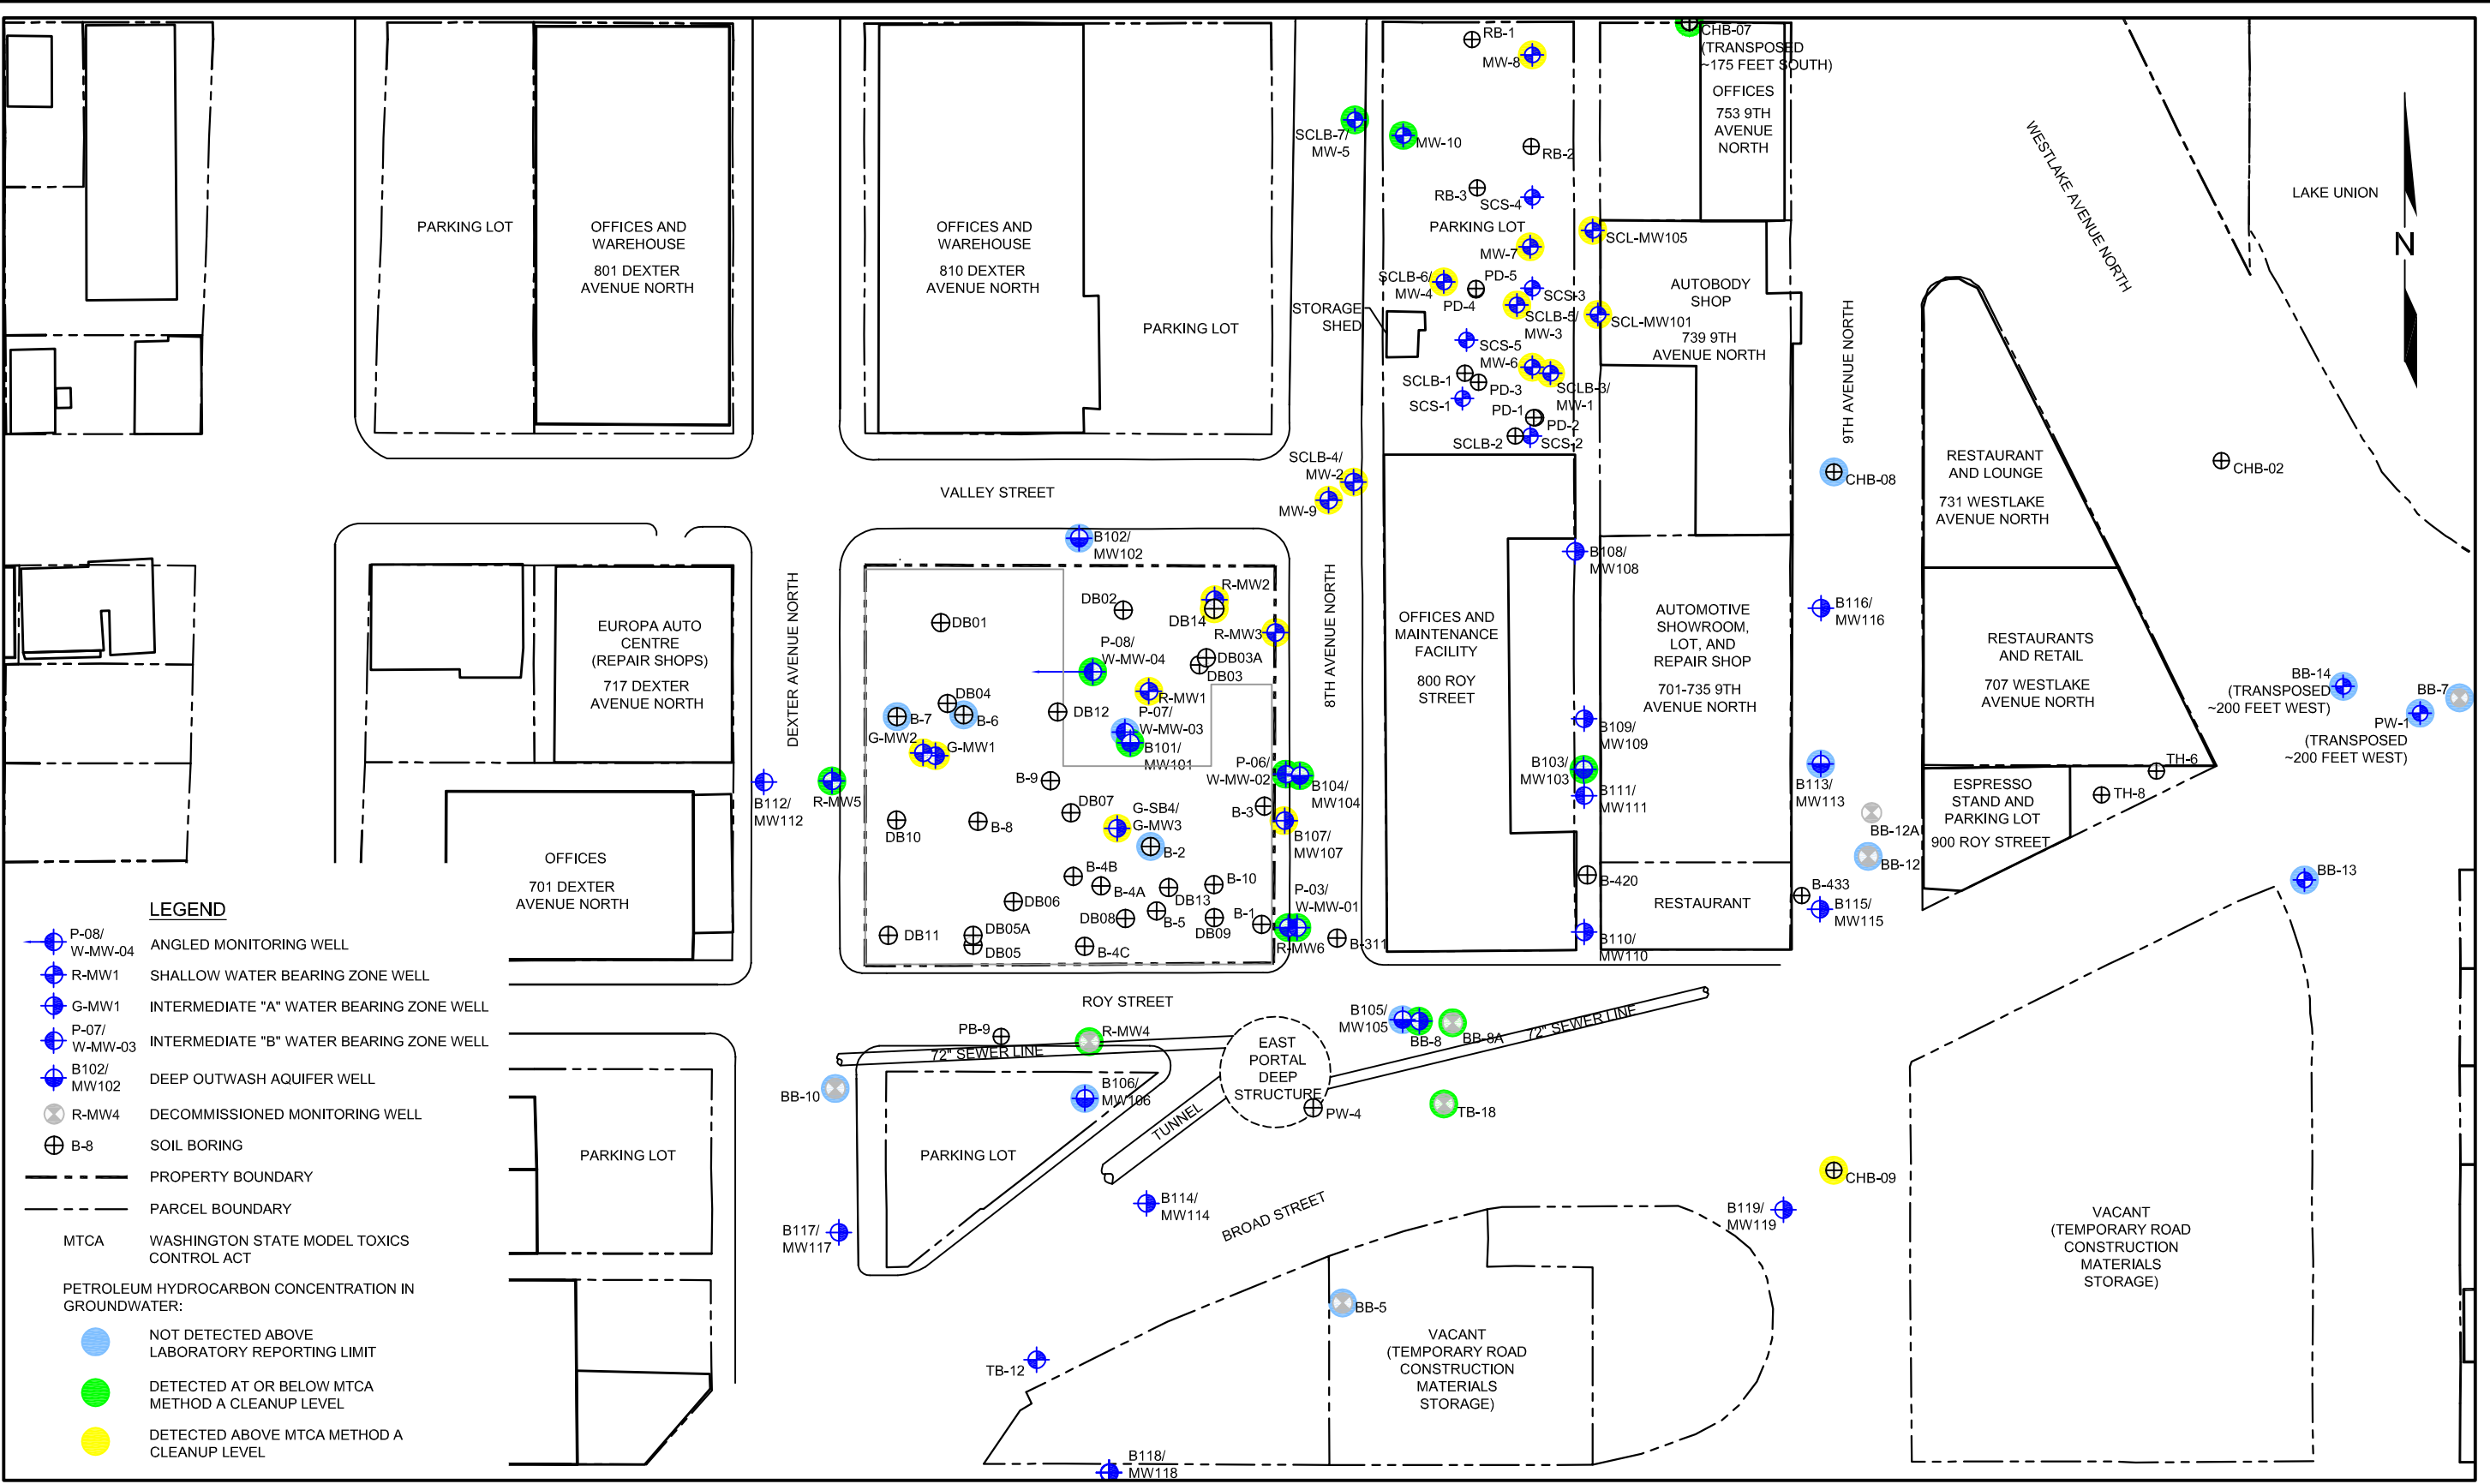 CHB-07
(TRANSPOSED
~175 FEET SOUTH)
RB-1
MW-8
OFFICES
753 9TH
AVENUE
NORTH
SCLB-7/
MW-5
MW-10
RB-2
RB-3
SCS-4
PARKING LOT
MW-7
SCL-MW105
SCLB-6/
MW-4
PD-5
PD-4
SCS-3
SCLB-5/
MW-3
SCL-MW101
STORAGE
SHED
SCS-5
MW-6
SCLB-1
PD-3
SCLB-3/
MW-1
SCS-1
PD-1
PD-2
SCLB-2
SCS-2
AUTOBODY
SHOP
739 9TH
AVENUE NORTH
PARKING LOT
OFFICES AND
WAREHOUSE
801 DEXTER
AVENUE NORTH
OFFICES AND
WAREHOUSE
810 DEXTER
AVENUE NORTH
PARKING LOT
WESTLAKE AVENUE NORTH
LAKE UNION
N
9TH AVENUE NORTH
SCLB-4/
MW-2
MW-9
VALLEY STREET
CHB-08
CHB-02
RESTAURANT
AND LOUNGE
731 WESTLAKE
AVENUE NORTH
B102/
MW102
B108/
MW108
DEXTER AVENUE NORTH
8TH AVENUE NORTH
EUROPA AUTO
CENTRE
(REPAIR SHOPS)
717 DEXTER
AVENUE NORTH
DB01
DB02
R-MW2
DB14
R-MW3
P-08/
W-MW-04
DB03A
DB03
R-MW1
DB04
B-7
B-6
DB12
P-07/
W-MW-03
G-MW2
G-MW1
B101/
MW101
B-9
P-06/
W-MW-02
B104/
MW104
B112/
MW112
R-MW5
DB07
G-SB4/
G-MW3
B-3
DB10
B-8
B107/
MW107
B-2
B-4B
B-4A
B-10
DB13
DB06
DB08
B-5
DB09
B-1
P-03/
W-MW-01
DB11
DB05A
DB05
B-4C
R-MW6
B-311
OFFICES AND
MAINTENANCE
FACILITY
800 ROY
STREET
AUTOMOTIVE
SHOWROOM,
LOT, AND
REPAIR SHOP
701-735 9TH
AVENUE NORTH
B109/
MW109
B103/
MW103
B111/
MW111
B-420
RESTAURANT
B110/
MW110
B116/
MW116
B113/
MW113
BB-12A
BB-12
B-433
B115/
MW115
RESTAURANTS
AND RETAIL
707 WESTLAKE
AVENUE NORTH
ESPRESSO
STAND AND
PARKING LOT
900 ROY STREET
TH-6
TH-8
BB-14
(TRANSPOSED
~200 FEET WEST)
BB-7
PW-1
(TRANSPOSED
~200 FEET WEST)
BB-13
OFFICES
701 DEXTER
AVENUE NORTH
ROY STREET
PB-9
R-MW4
72" SEWER LINE
EAST
PORTAL
DEEP
STRUCTURE
B105/
MW105
BB-8
BB-8A
72" SEWER LINE
BB-10
B106/
MW106
TUNNEL
PW-4
TB-18
PARKING LOT
PARKING LOT
B117/
MW117
B114/
MW114
BROAD STREET
CHB-09
B119/
MW119
BB-5
TB-12
B118/
MW118
VACANT
(TEMPORARY ROAD
CONSTRUCTION
MATERIALS
STORAGE)
VACANT
(TEMPORARY ROAD
CONSTRUCTION
MATERIALS
STORAGE)
LEGEND
P-08/
W-MW-04
ANGLED MONITORING WELL
R-MW1 SHALLOW WATER BEARING ZONE WELL
G-MW1 INTERMEDIATE "A" WATER BEARING ZONE WELL
P-07/
W-MW-03
INTERMEDIATE "B" WATER BEARING ZONE WELL
B102/
MW102
DEEP OUTWASH AQUIFER WELL
R-MW4 DECOMMISSIONED MONITORING WELL
B-8 SOIL BORING
PROPERTY BOUNDARY
PARCEL BOUNDARY
MTCA WASHINGTON STATE MODEL TOXICS
CONTROL ACT
PETROLEUM HYDROCARBON CONCENTRATION IN
GROUNDWATER:
NOT DETECTED ABOVE
LABORATORY REPORTING LIMIT
DETECTED AT OR BELOW MTCA
METHOD A CLEANUP LEVEL
DETECTED ABOVE MTCA METHOD A
CLEANUP LEVEL